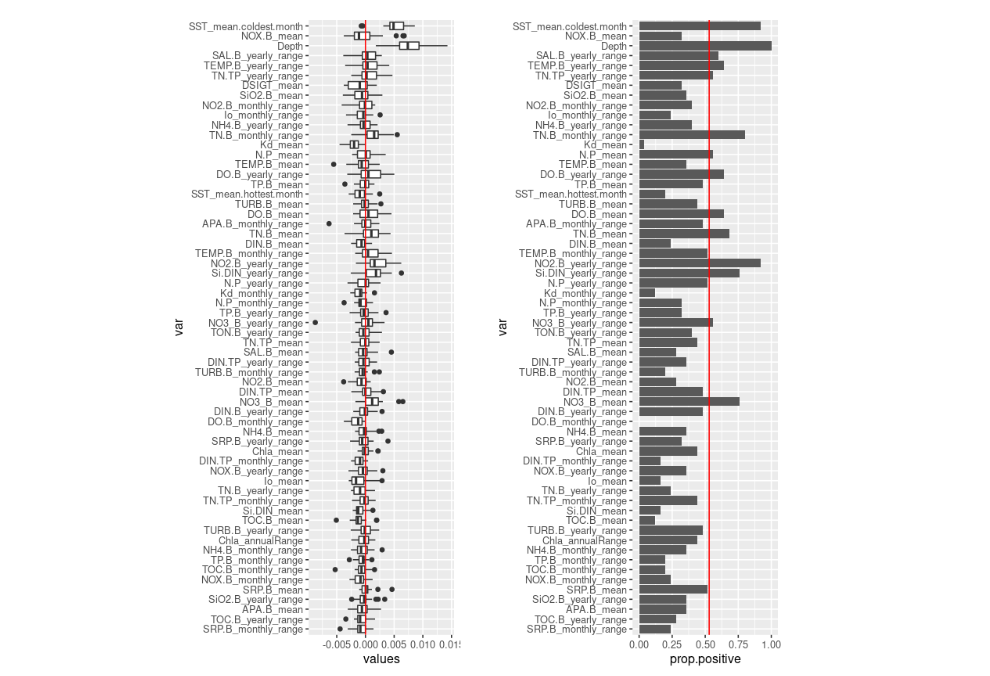 SST_mean.coldest.month
NOX.B_mean
Depth
SAL.B_yearly_range
TEMP.B_yearly_range
TN.TP_yearly_range
DSIGT_mean
SiO2.B_mean
NO2.B_monthly_range
Io_monthly_range
NH4.B_yearly_range
TN.B_monthly_range
Kd_mean
N.P_mean
TEMP.B_mean
DO.B_yearly_range
TP.B_mean
SST_mean.hottest.month
TURB.B_mean
DO.B_mean
APA.B_monthly_range
TN.B_mean
DIN.B_mean
TEMP.B_monthly_range
NO2.B_yearly_range
Si.DIN_yearly_range
N.P_yearly_range
Kd_monthly_range
N.P_monthly_range
TP.B_yearly_range
NO3_B_yearly_range
TON.B_yearly_range
TN.TP_mean
SAL.B_mean
DIN.TP_yearly_range
TURB.B_monthly_range
NO2.B_mean
DIN.TP_mean
NO3_B_mean
DIN.B_yearly_range
DO.B_monthly_range
NH4.B_mean
SRP.B_yearly_range
Chla_mean
DIN.TP_monthly_range
NOX.B_yearly_range
Io_mean
TN.B_yearly_range
TN.TP_monthly_range
Si.DIN_mean
TOC.B_mean
TURB.B_yearly_range
Chla_annualRange
NH4.B_monthly_range
TP.B_monthly_range
TOC.B_monthly_range
NOX.B_monthly_range
SRP.B_mean
SiO2.B_yearly_range
APA.B_mean
TOC.B_yearly_range
SRP.B_monthly_range
var
-0.005 0.000 0.005 0.010 0.01
values
SST_mean.coldest.month
NOX.B_mean
Depth
SAL.B_yearly_range
TEMP.B_yearly_range
TN.TP_yearly_range
DSIGT_mean
SiO2.B_mean
NO2.B_monthly_range
Io_monthly_range
NH4.B_yearly_range
TN.B_monthly_range
Kd_mean
N.P_mean
TEMP.B_mean
DO.B_yearly_range
TP.B_mean
SST_mean.hottest.month
TURB.B_mean
DO.B_mean
APA.B_monthly_range
TN.B_mean
DIN.B_mean
TEMP.B_monthly_range
NO2.B_yearly_range
Si.DIN_yearly_range
N.P_yearly_range
Kd_monthly_range
N.P_monthly_range
TP.B_yearly_range
NO3_B_yearly_range
TON.B_yearly_range
TN.TP_mean
SAL.B_mean
DIN.TP_yearly_range
TURB.B_monthly_range
NO2.B_mean
DIN.TP_mean
NO3_B_mean
DIN.B_yearly_range
DO.B_monthly_range
NH4.B_mean
SRP.B_yearly_range
Chla_mean
DIN.TP_monthly_range
NOX.B_yearly_range
Io_mean
TN.B_yearly_range
TN.TP_monthly_range
Si.DIN_mean
TOC.B_mean
TURB.B_yearly_range
Chla_annualRange
NH4.B_monthly_range
TP.B_monthly_range
TOC.B_monthly_range
NOX.B_monthly_range
SRP.B_mean
SiO2.B_yearly_range
APA.B_mean
TOC.B_yearly_range
SRP.B_monthly_range
var
0.00 0.25 0.50 0.75 1.00
prop.positive